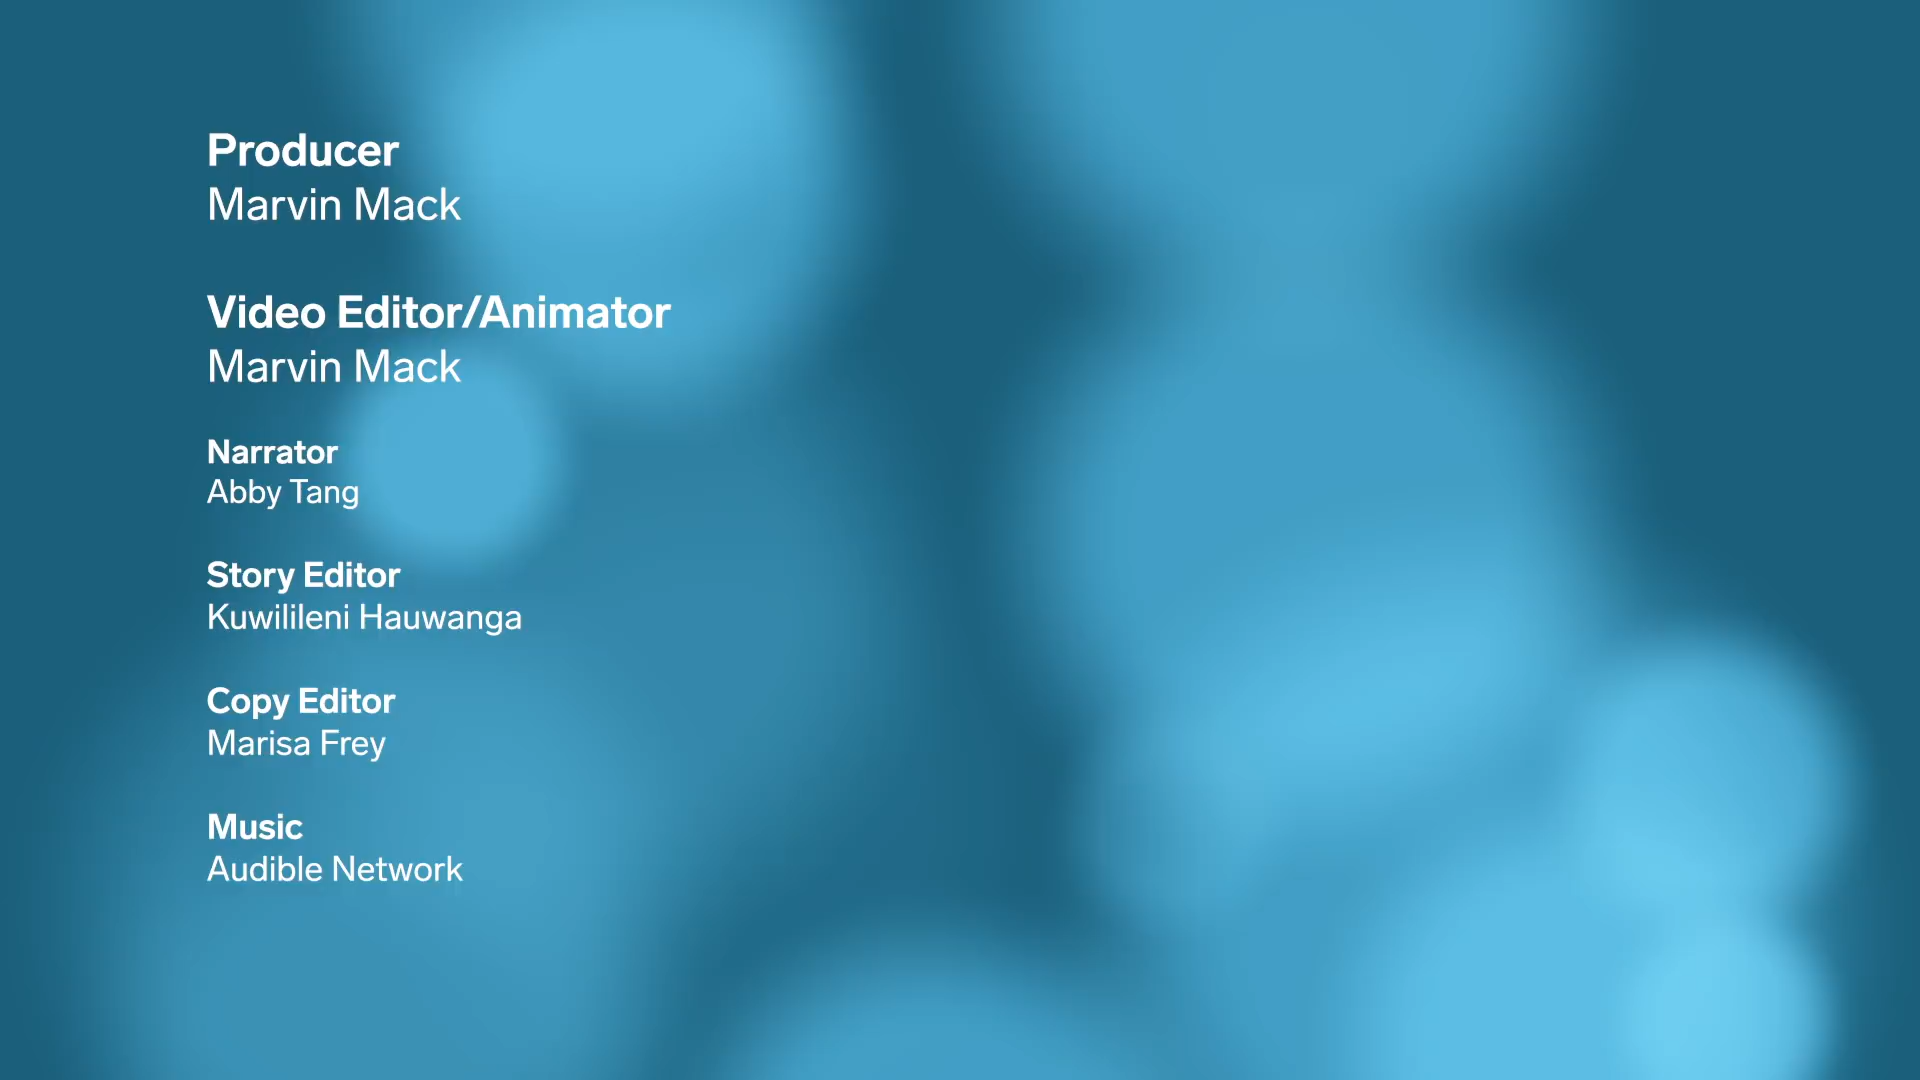 Producer
Marvin Mack
Video Editor/Animator
Marvin Mack
Narrator
Abby Tang
Story Editor
Kuwilileni Hauwanga
Copy Editor
Marisa Frey
Music
Audible Network